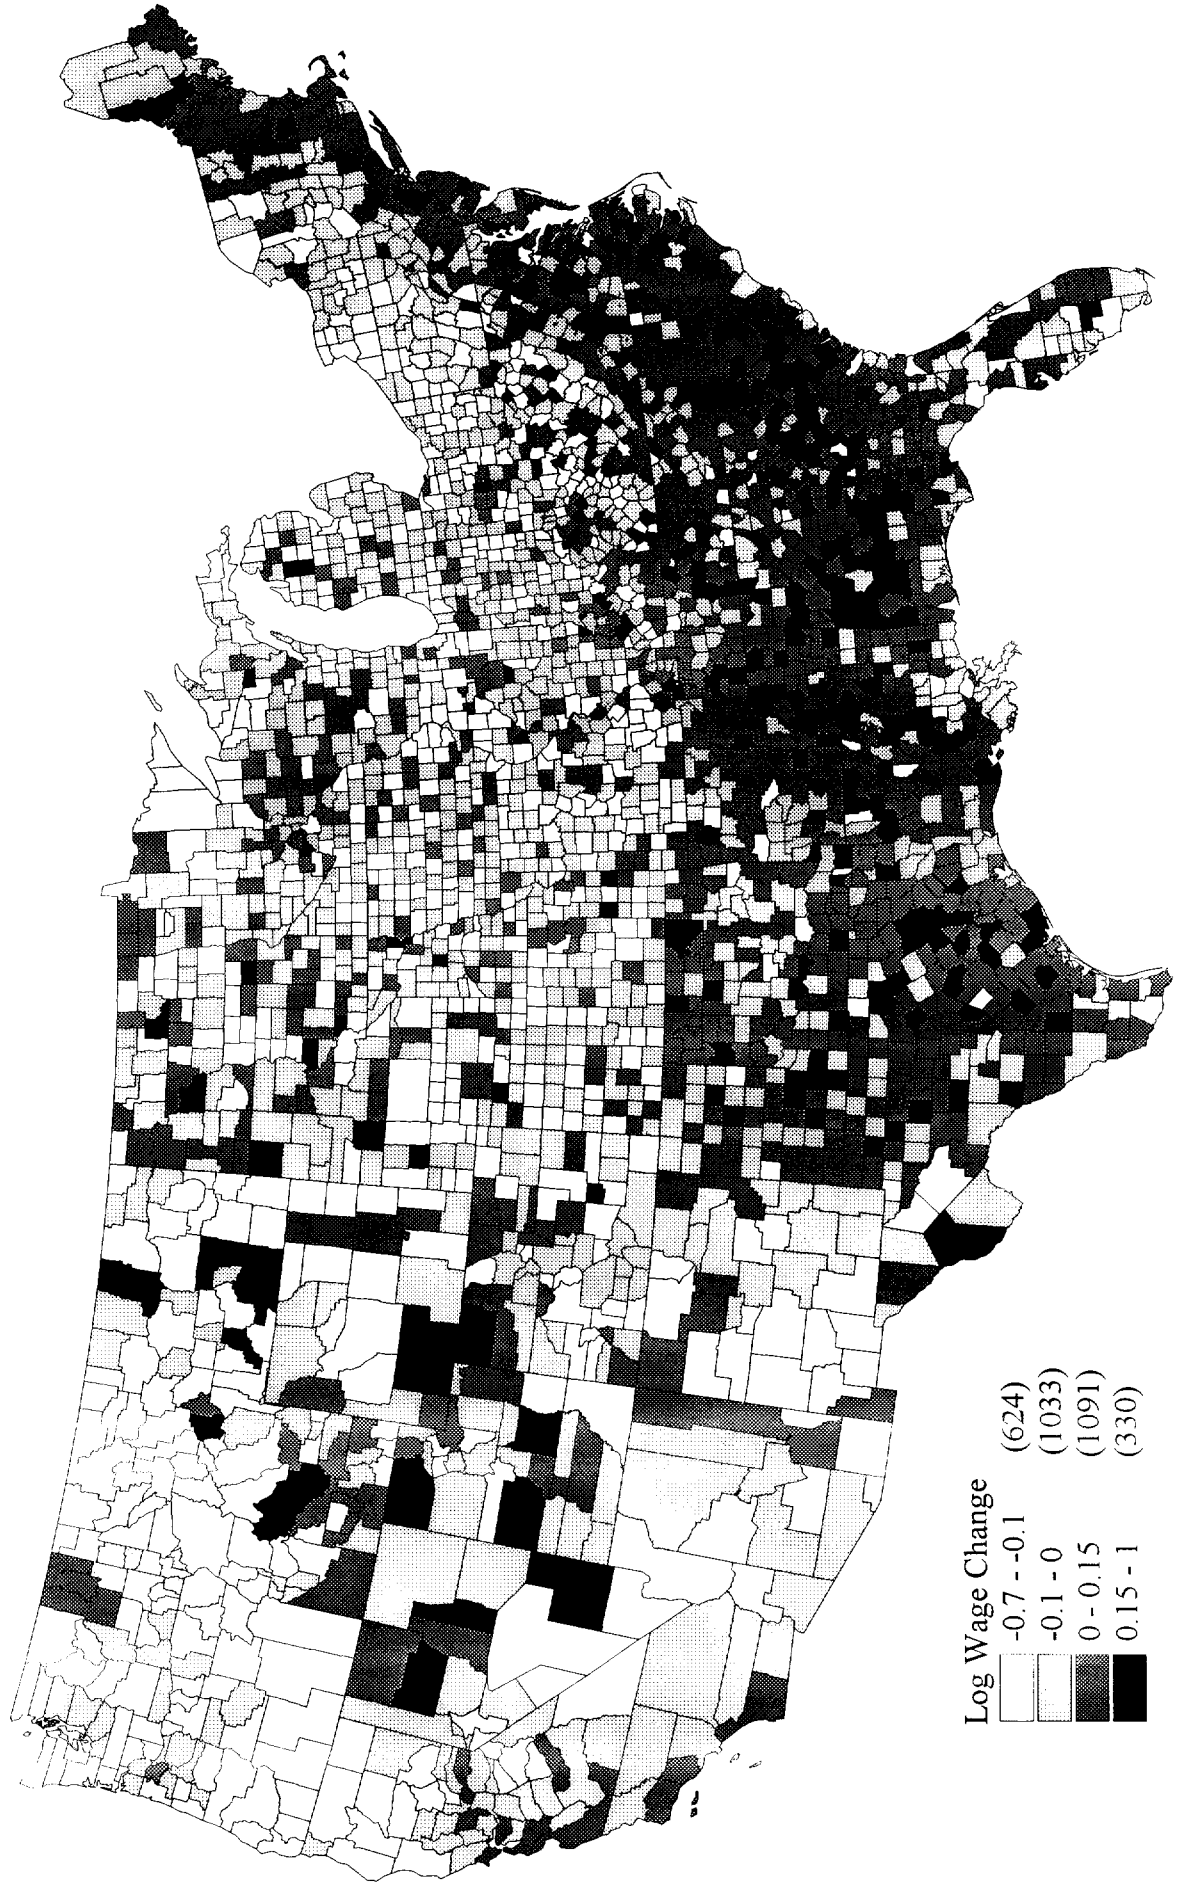 Log Wage Change
-0.7 - -0.1 (624)
-0.1 - 0 (1033)
0 - 0.15 (1091)
0.15 - 1 (330)